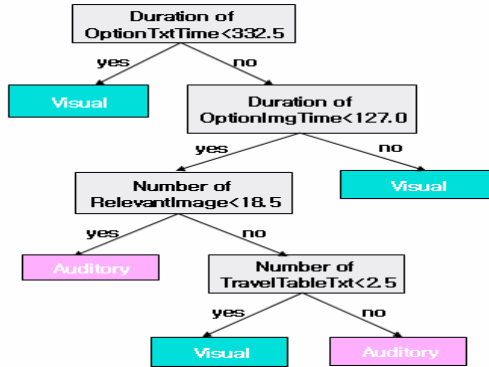 Duration of
OptionTxtTime<332.5
yes
no
Visual
Duration of
OptionImgTime<127.0
yes
no
Number of
RelevantImage<18.5
Visual
yes
no
Auditory
Number of
TravelTableTxt<2.5
yes
no
Visual
Auditory